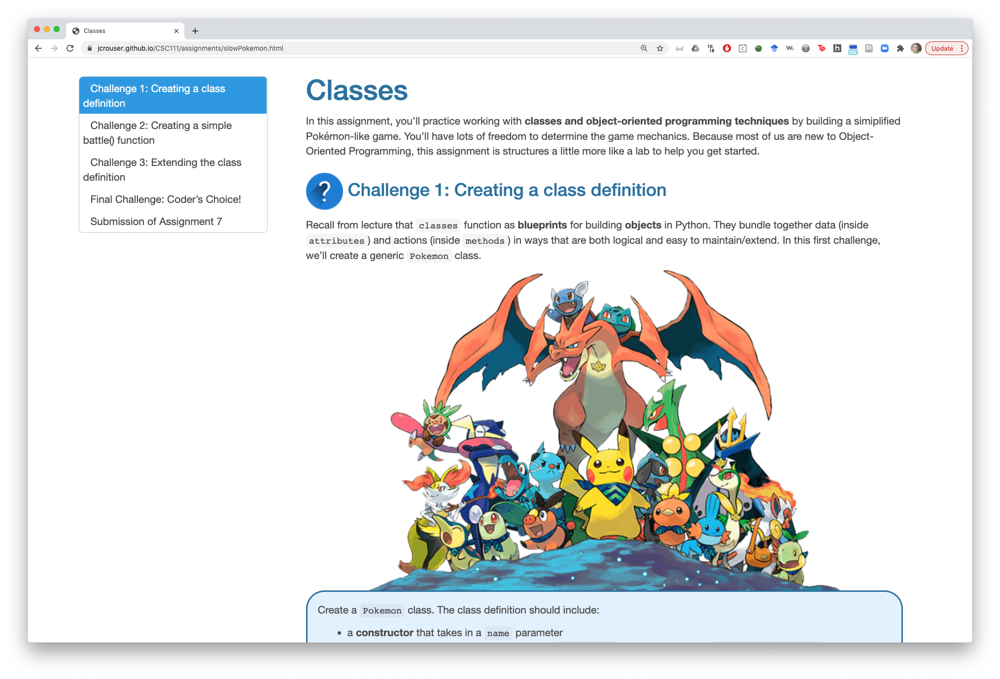 Classes
jcrouser.github.io/CSC111/assignments/slowPokemon.html
10:
18
C
W.
Tp
h
11h
Update
Challenge 1: Creating a class
definition
Challenge 2: Creating a simple
battle() function
Challenge 3: Extending the class
definition
Final Challenge: Coder’s Choice!
Submission of Assignment 7
Classes
In this assignment, you’ll practice working with classes and object-oriented programming techniques by building a simiplified
Pokémon-like game. You’ll have lots of freedom to determine the game mechanics. Because most of us are new to Object-
Oriented Programming, this assignment is structures a little more like a lab to help you get started.
? Challenge 1: Creating a class definition
Recall from lecture that classes function as blueprints for building objects in Python. They bundle together data (inside
attributes ) and actions (inside methods ) in ways that are both logical and easy to maintain/extend. In this first challenge,
we’ll create a generic Pokemon class.
Create a Pokemon class. The class definition should include:
• a constructor that takes in a name parameter